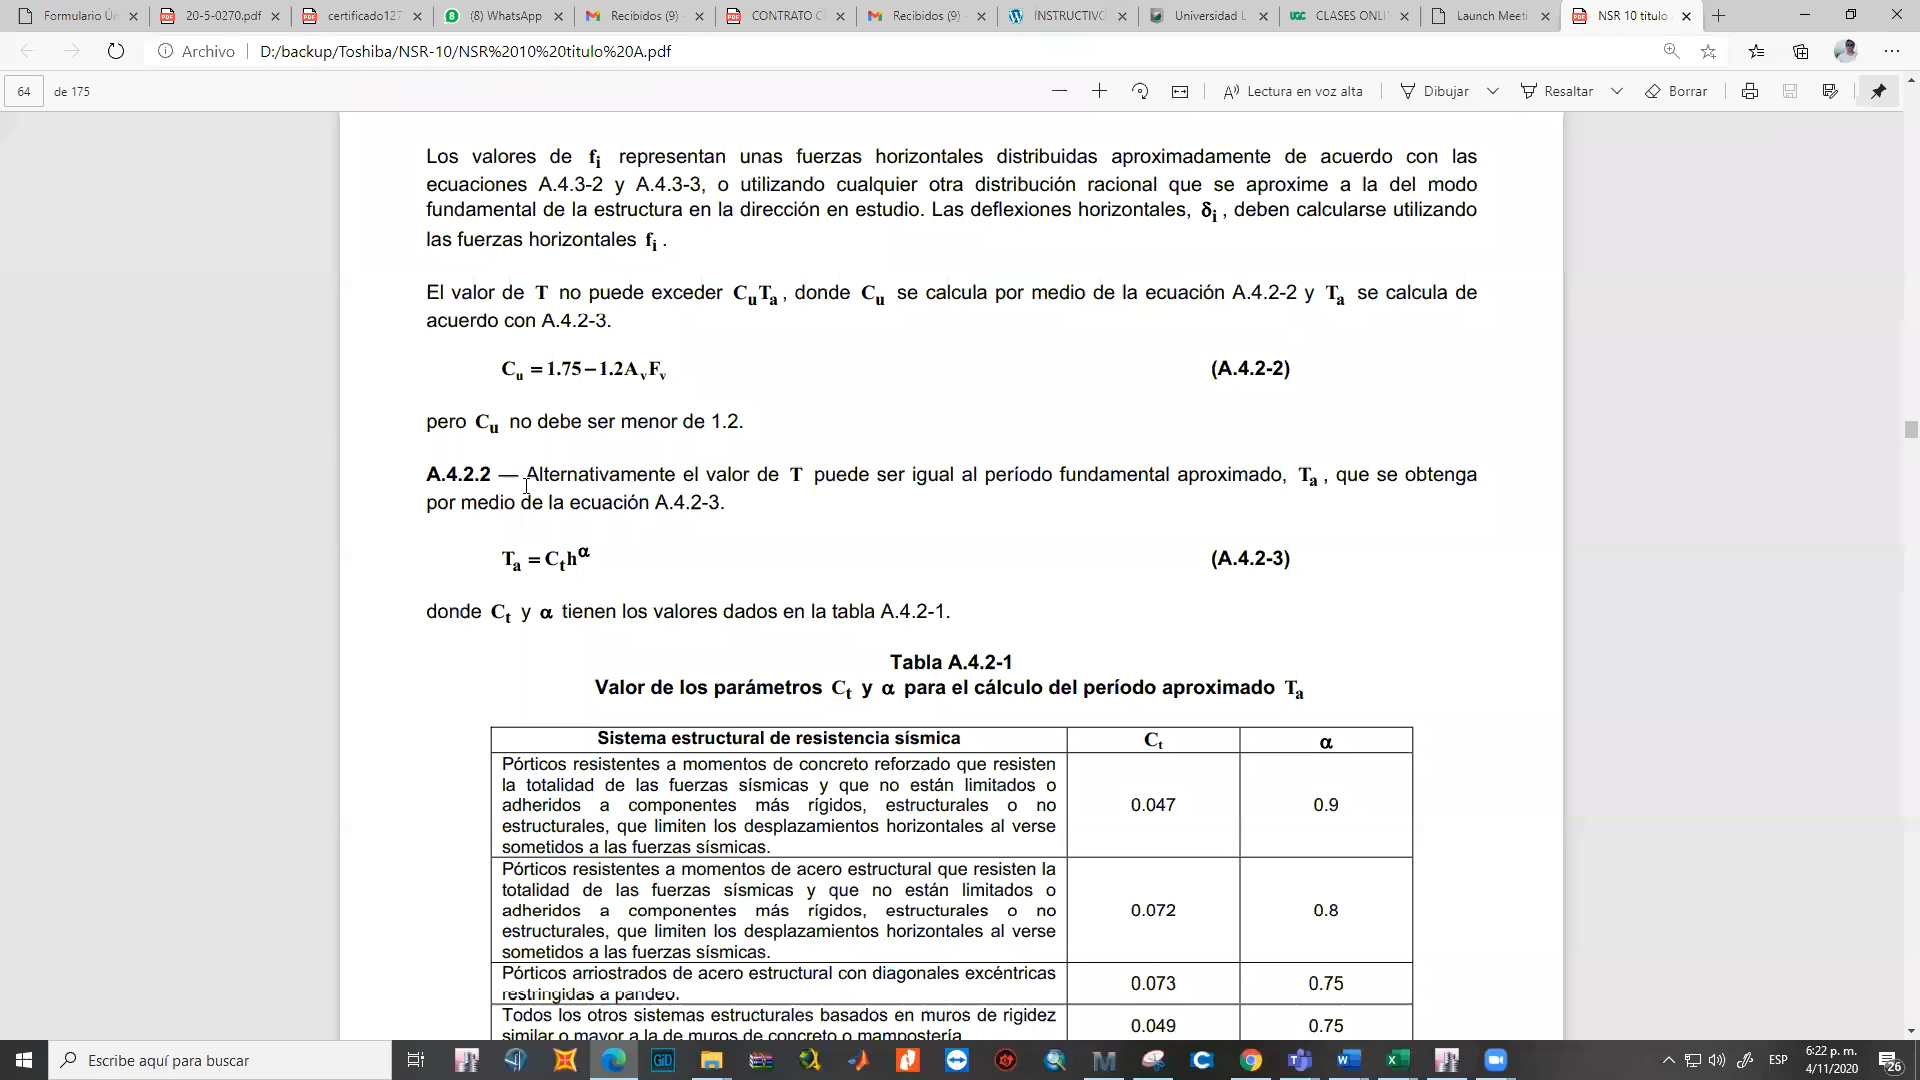 Formulario Ún
20-5-0270.pdf
certificado127
(8) WhatsApp
Recibidos (9)
CONTRATO C
Recibidos (9)
INSTRUCTIVO
Universidad L
CLASES ONLI
Launch Meeti
NSR 10 titulo
Archivo
D:/backup/Toshiba/NSR-10/NSR%2010%20titulo%20A.pdf
64 de 175
Lectura en voz alta
Dibujar
Resaltar
Borrar
Los valores de fi representan unas fuerzas horizontales distribuidas aproximadamente de acuerdo con las
ecuaciones A.4.3-2 y A.4.3-3, o utilizando cualquier otra distribución racional que se aproxime a la del modo
fundamental de la estructura en la dirección en estudio. Las deflexiones horizontales, δi , deben calcularse utilizando
las fuerzas horizontales fi .
El valor de T no puede exceder CuTa , donde Cu se calcula por medio de la ecuación A.4.2-2 y Ta se calcula de
acuerdo con A.4.2-3.
Cu = 1.75 − 1.2AvFv (A.4.2-2)
pero Cu no debe ser menor de 1.2.
A.4.2.2 — Alternativamente el valor de T puede ser igual al período fundamental aproximado, Ta , que se obtenga
por medio de la ecuación A.4.2-3.
Ta = Ct h^α (A.4.2-3)
donde Ct y α tienen los valores dados en la tabla A.4.2-1.
Tabla A.4.2-1
Valor de los parámetros Ct y α para el cálculo del período aproximado Ta
Sistema estructural de resistencia sísmica Ct α
Pórticos resistentes a momentos de concreto reforzado que resisten
la totalidad de las fuerzas sísmicas y que no están limitados o
adheridos a componentes más rígidos, estructurales o no
estructurales, que limiten los desplazamientos horizontales al verse
sometidos a las fuerzas sísmicas.
0.047 0.9
Pórticos resistentes a momentos de acero estructural que resisten la
totalidad de las fuerzas sísmicas y que no están limitados o
adheridos a componentes más rígidos, estructurales o no
estructurales, que limiten los desplazamientos horizontales al verse
sometidos a las fuerzas sísmicas.
0.072 0.8
Pórticos arriostrados de acero estructural con diagonales excéntricas
restringidas a pandeo.
0.073 0.75
Todos los otros sistemas estructurales basados en muros de rigidez
similar o mayor a la de muros de concreto o mampostería
0.049 0.75
Escribe aquí para buscar
GiD
ESP
6:22 p. m.
4/11/2020
26